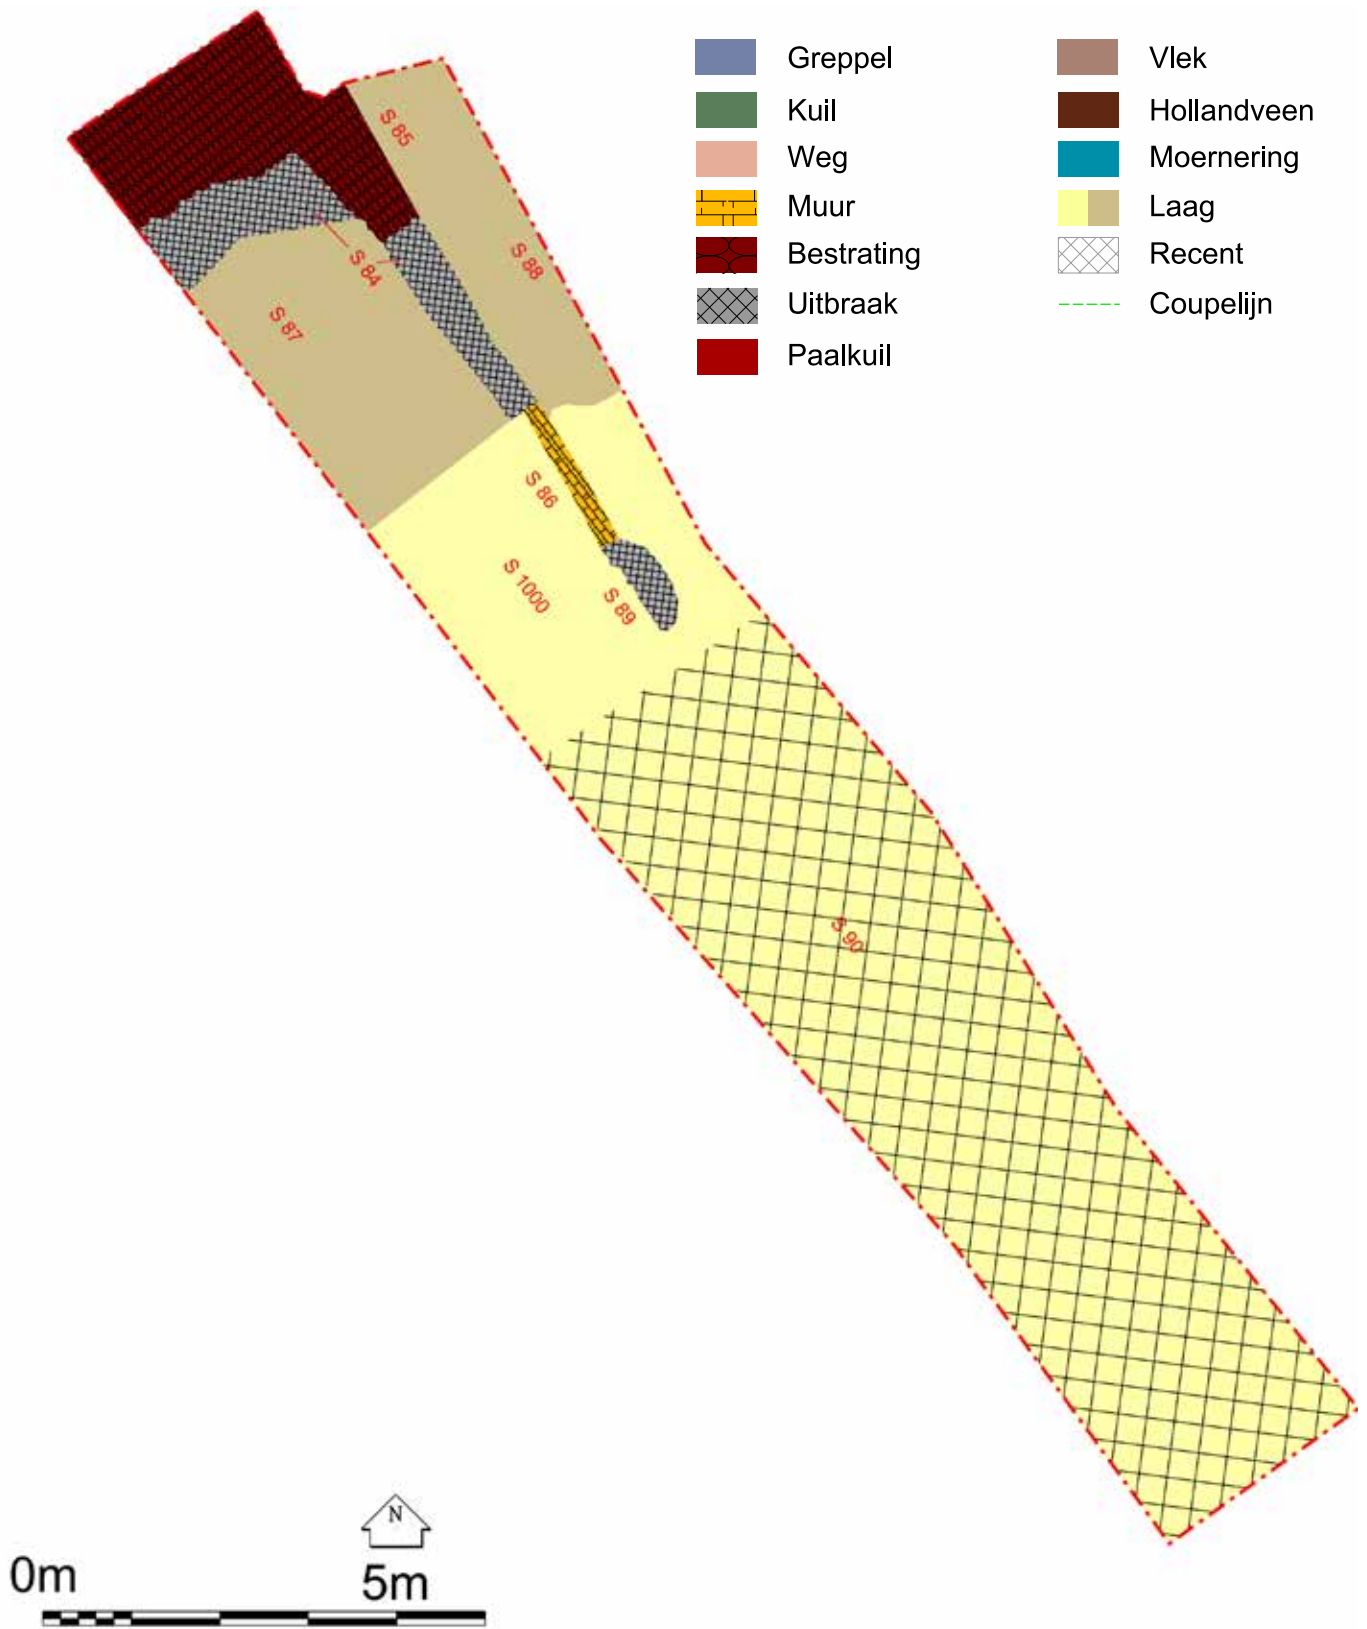 Greppel
Kuil
Weg
Muur
Bestrating
Uitbraak
Paalkuil
Vlek
Hollandveen
Moernering
Laag
Recent
Coupelijn
S 85
S 84
S 88
S 87
S 86
S 1000
S 89
S 90
N
0m
5m